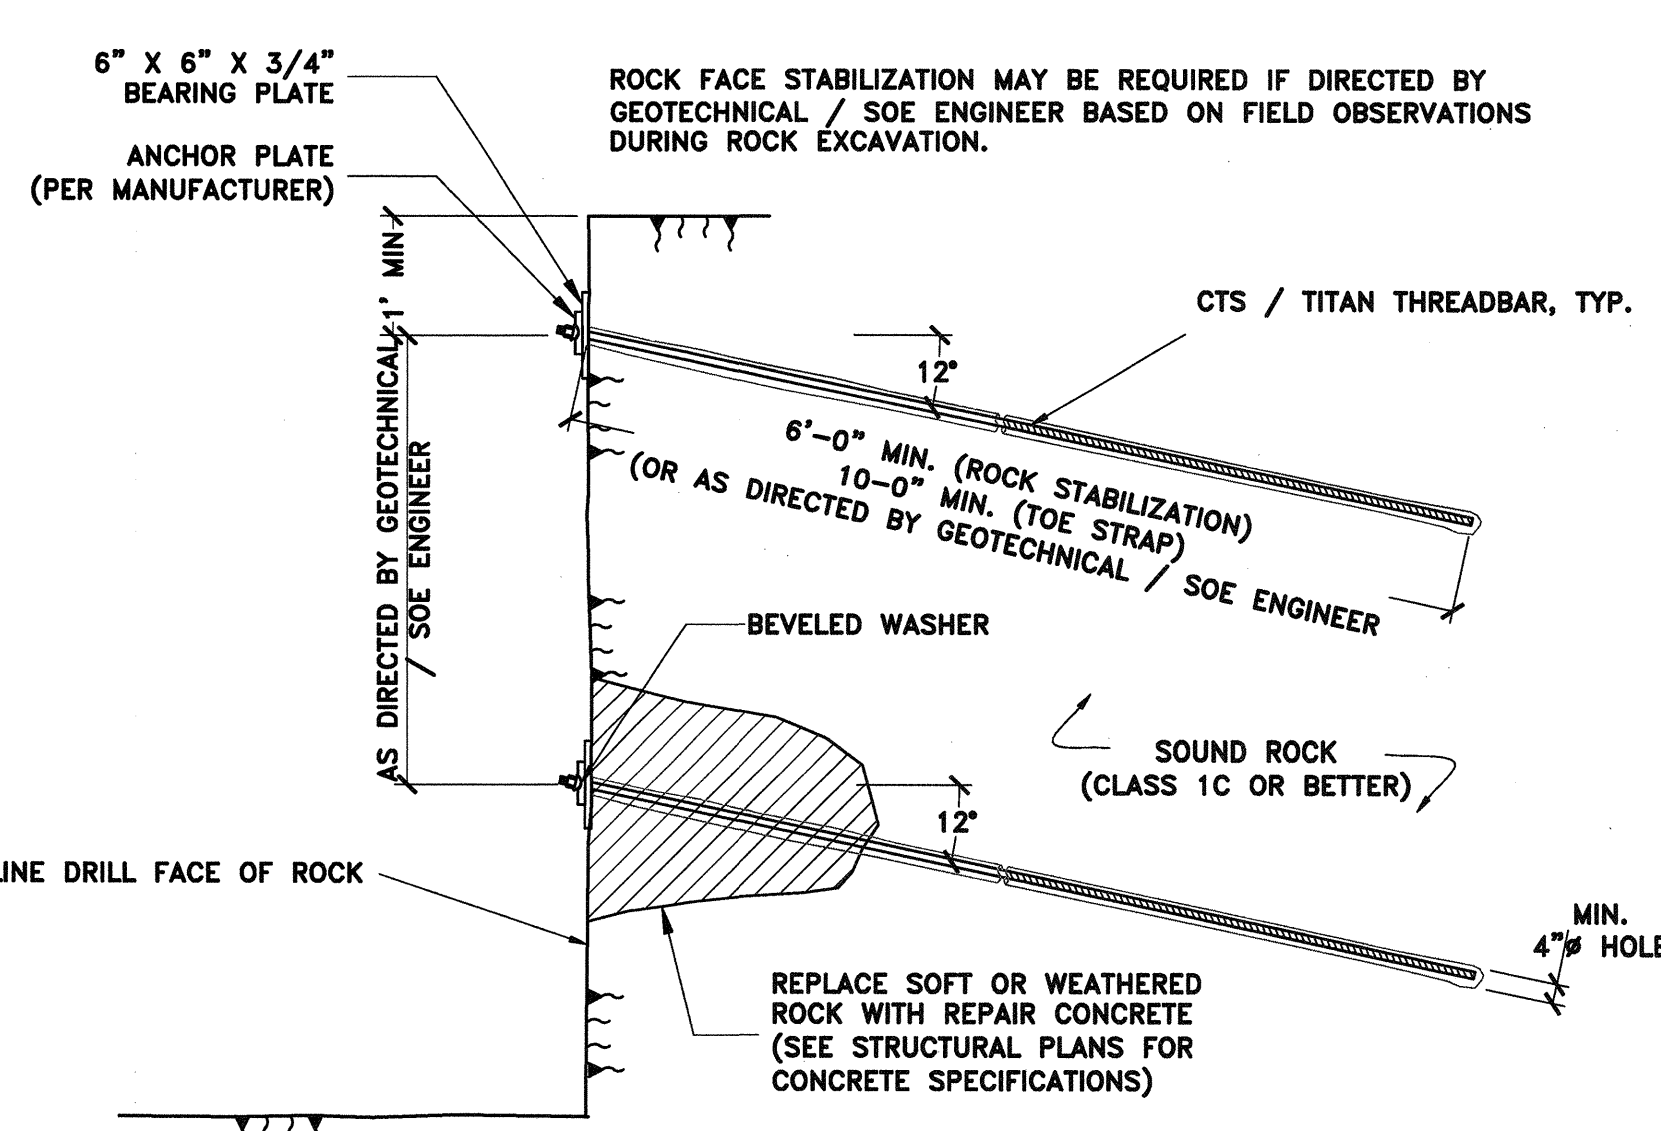 6" X 6" X 3/4"
BEARING PLATE
ANCHOR PLATE
(PER MANUFACTURER)
ROCK FACE STABILIZATION MAY BE REQUIRED IF DIRECTED BY
GEOTECHNICAL / SOE ENGINEER BASED ON FIELD OBSERVATIONS
DURING ROCK EXCAVATION.
1' MIN
AS DIRECTED BY GEOTECHNICAL
/ SOE ENGINEER
CTS / TITAN THREADBAR, TYP.
12°
6'-0" MIN. (ROCK STABILIZATION)
10-0" MIN. (TOE STRAP)
(OR AS DIRECTED BY GEOTECHNICAL / SOE ENGINEER
BEVELED WASHER
SOUND ROCK
(CLASS 1C OR BETTER)
12°
LINE DRILL FACE OF ROCK
MIN.
4"ø HOLE
REPLACE SOFT OR WEATHERED
ROCK WITH REPAIR CONCRETE
(SEE STRUCTURAL PLANS FOR
CONCRETE SPECIFICATIONS)